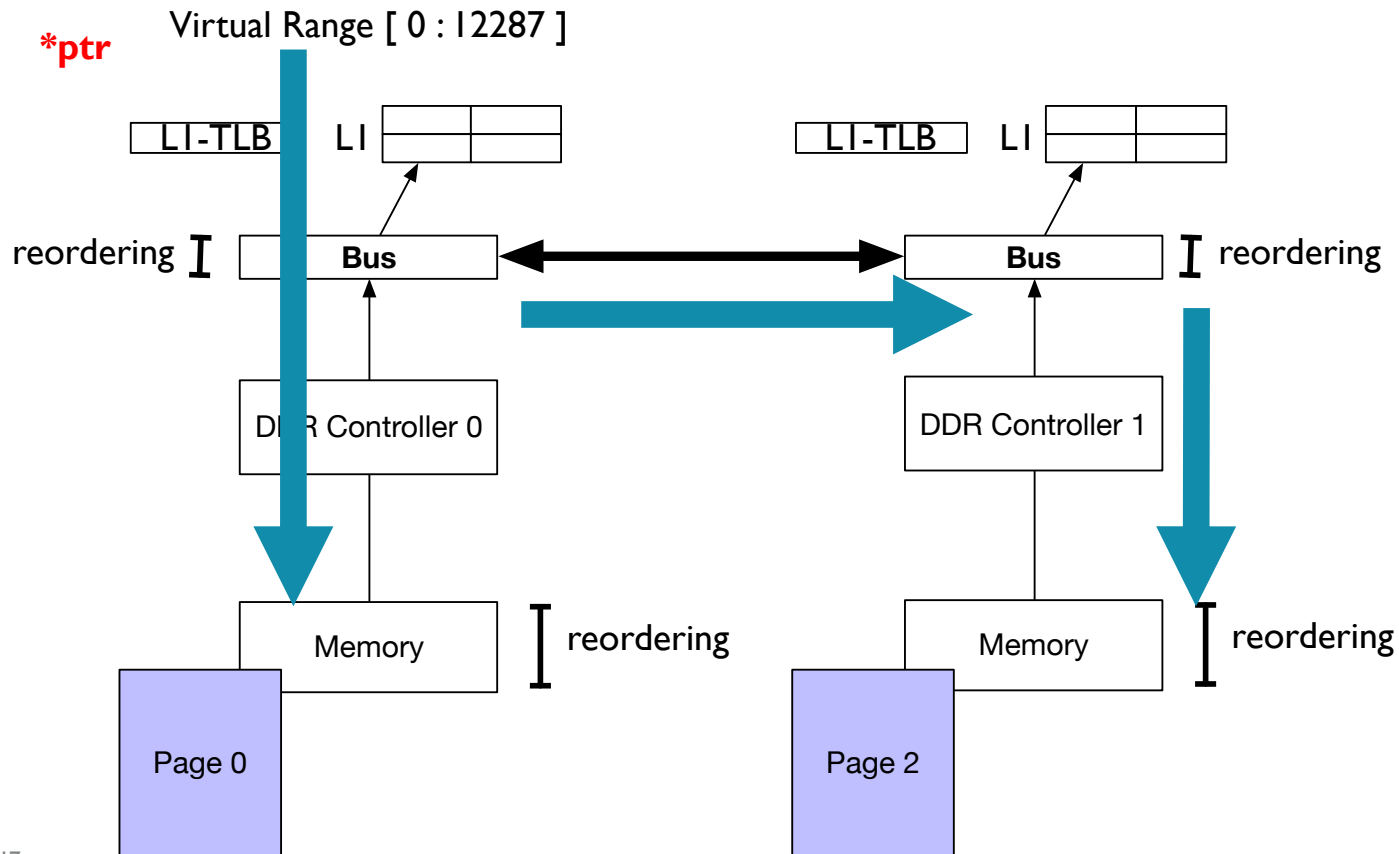 *ptr
Virtual Range [ 0 : 12287 ]
L1-TLB
L1
L1-TLB
L1
reordering
Bus
Bus
reordering
DDR Controller 0
DDR Controller 1
Memory
reordering
Memory
reordering
Page 0
Page 2